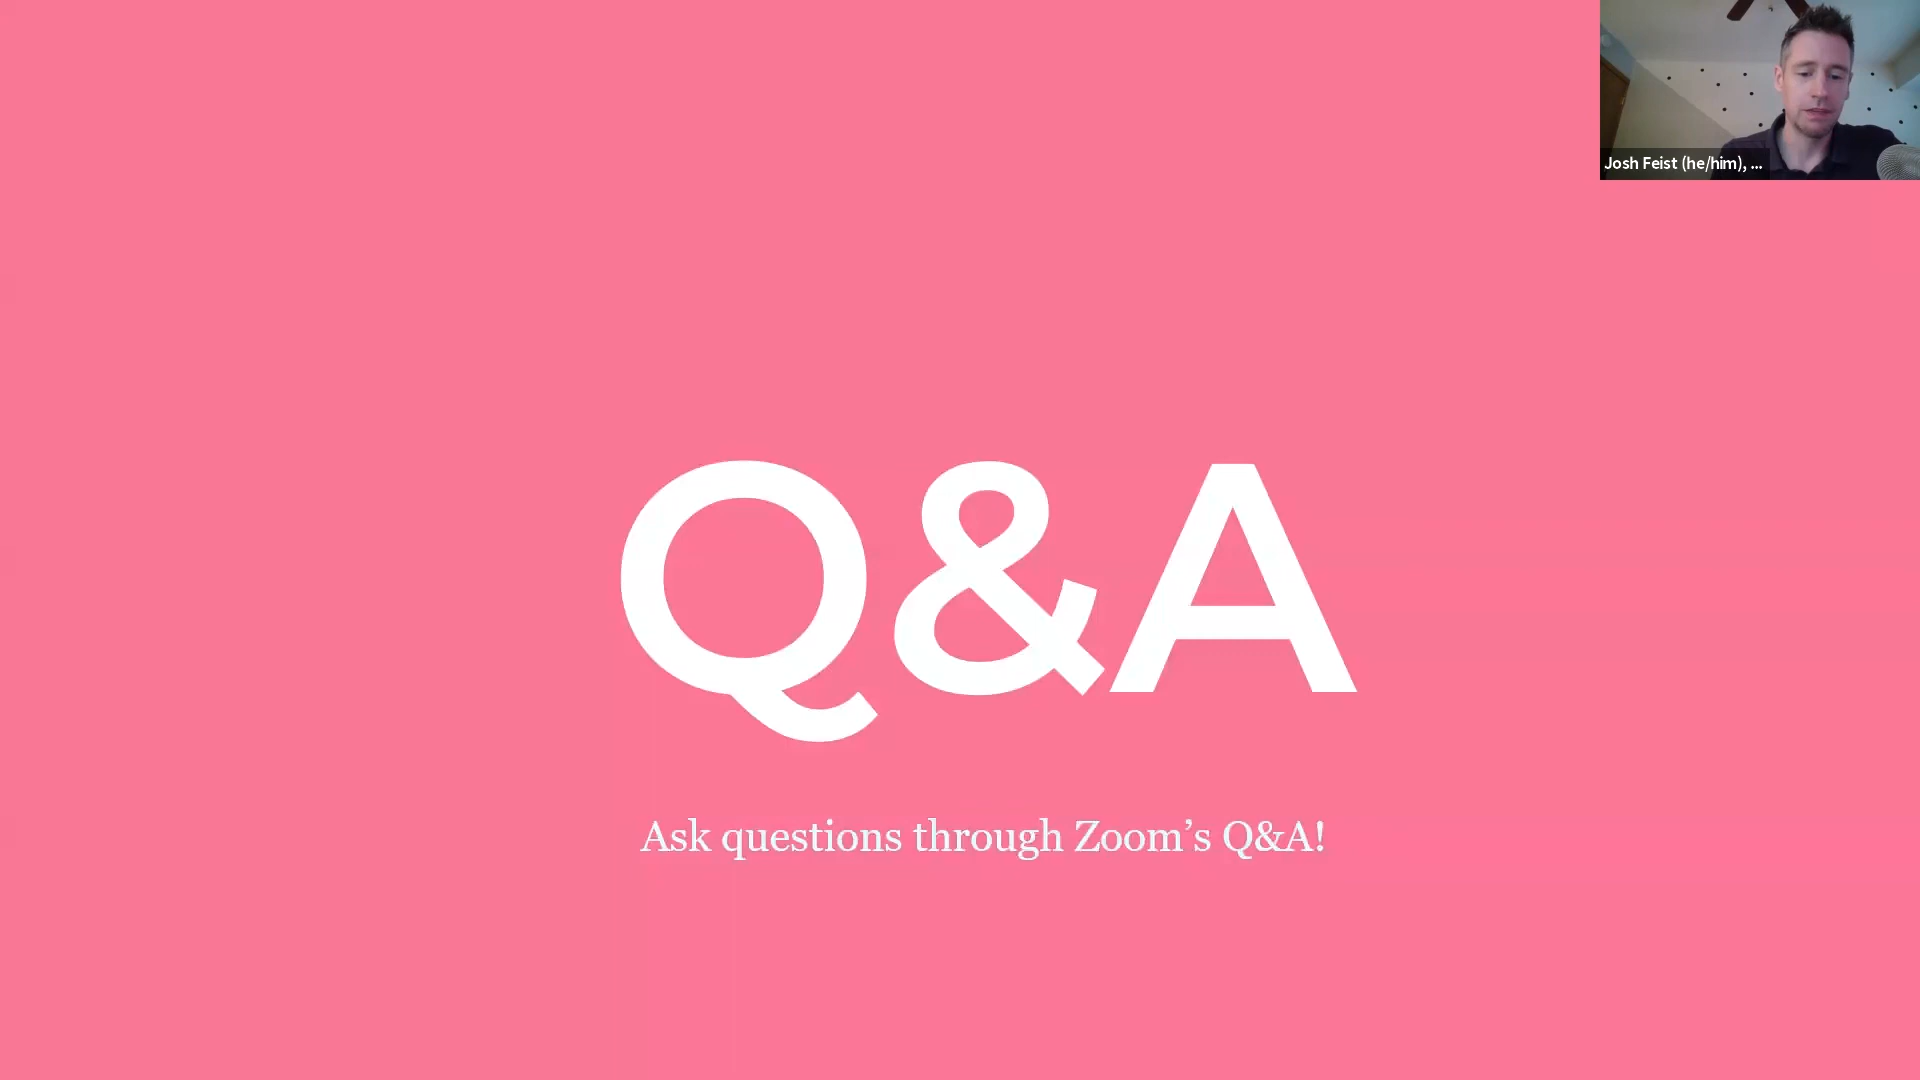 Josh Feist (he/him), ...
Q&A
Ask questions through Zoom’s Q&A!